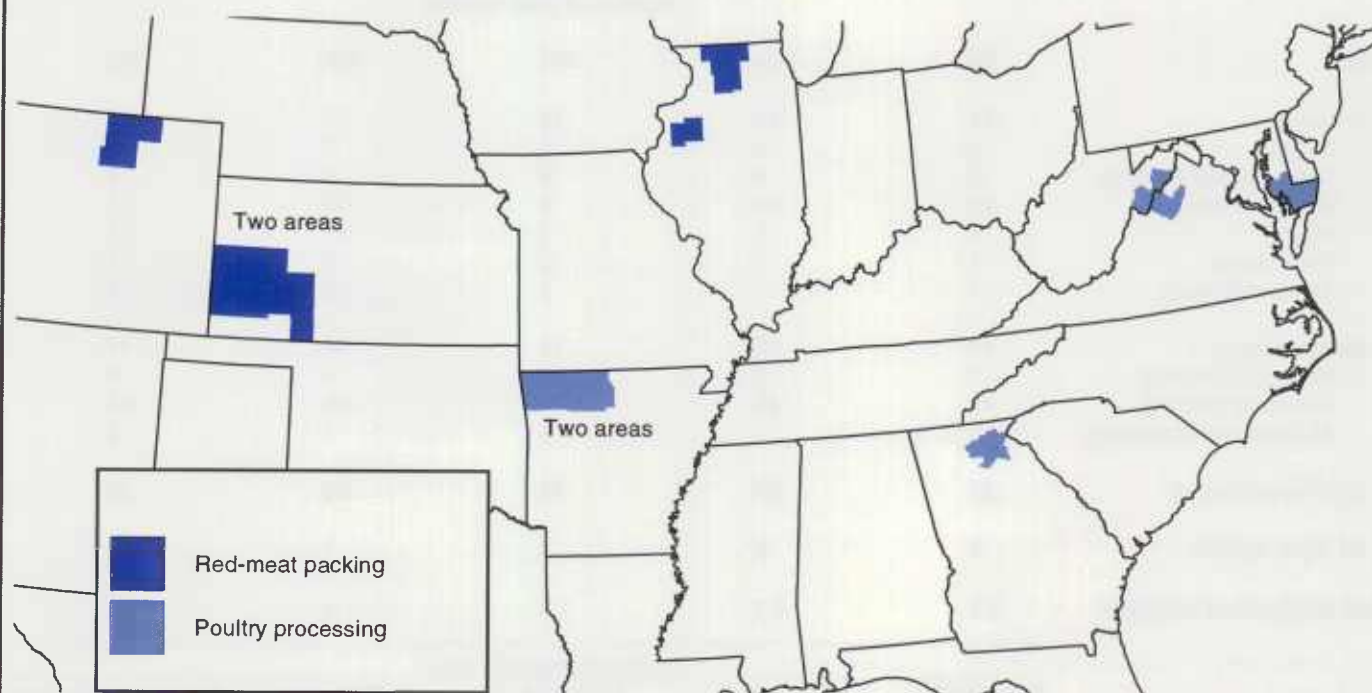 Two areas
Two areas
Red-meat packing
Poultry processing